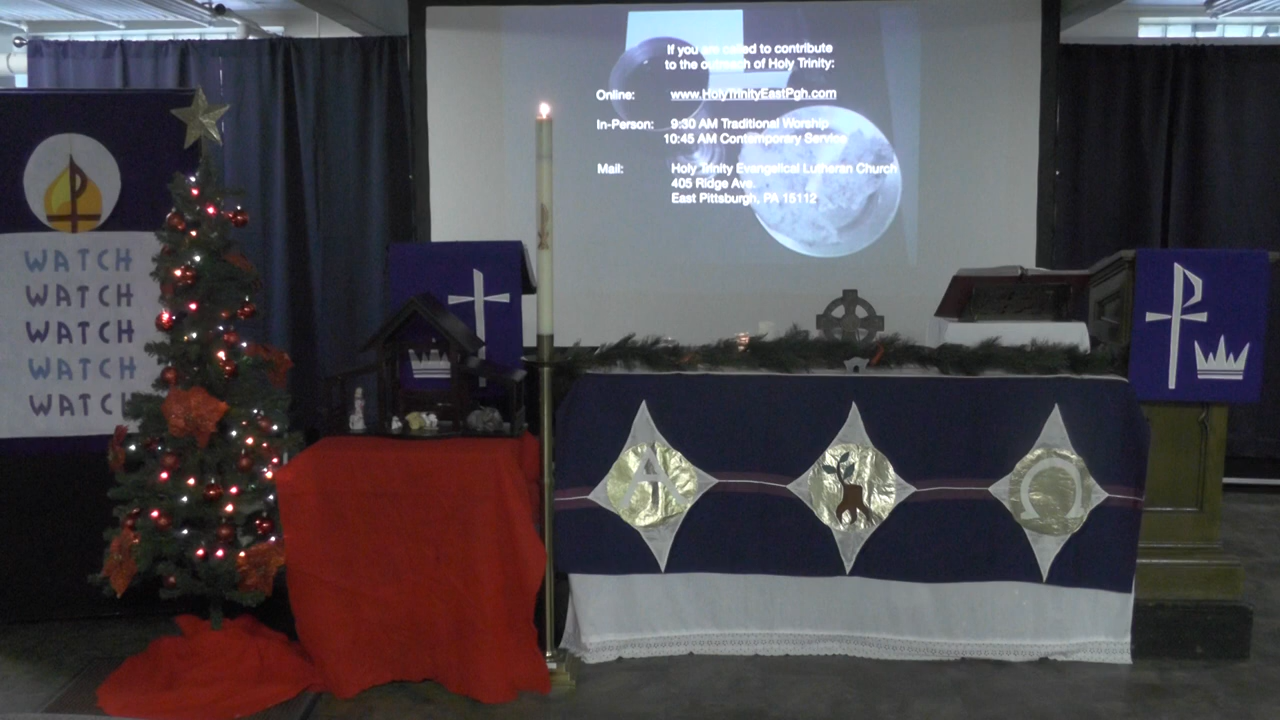 If you are called to contribute
to the outreach of Holy Trinity:
Online: www.HolyTrinityEastPgh.com
In-Person: 9:30 AM Traditional Worship
10:45 AM Contemporary Service
Mail: Holy Trinity Evangelical Lutheran Church
405 Ridge Ave.
East Pittsburgh, PA 15112
WATCH
WATCH
WATCH
WATCH
WATCH
Α Ω